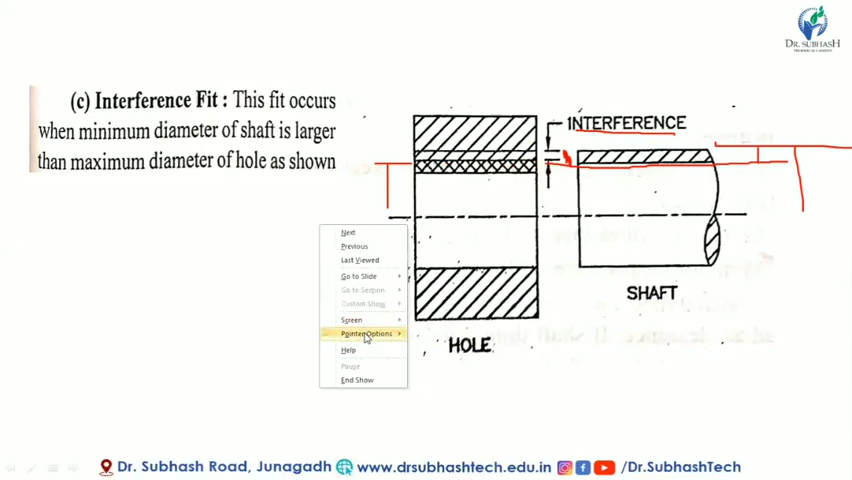 DR. SUBHASH
(c) Interference Fit : This fit occurs
when minimum diameter of shaft is larger
than maximum diameter of hole as shown
INTERFERENCE
SHAFT
HOLE
Next
Previous
Last Viewed
Go to Slide
Go to Section
Custom Show
Screen
Pointer Options
Help
Pause
End Show
Dr. Subhash Road, Junagadh www.drsubhashtech.edu.in /Dr.SubhashTech